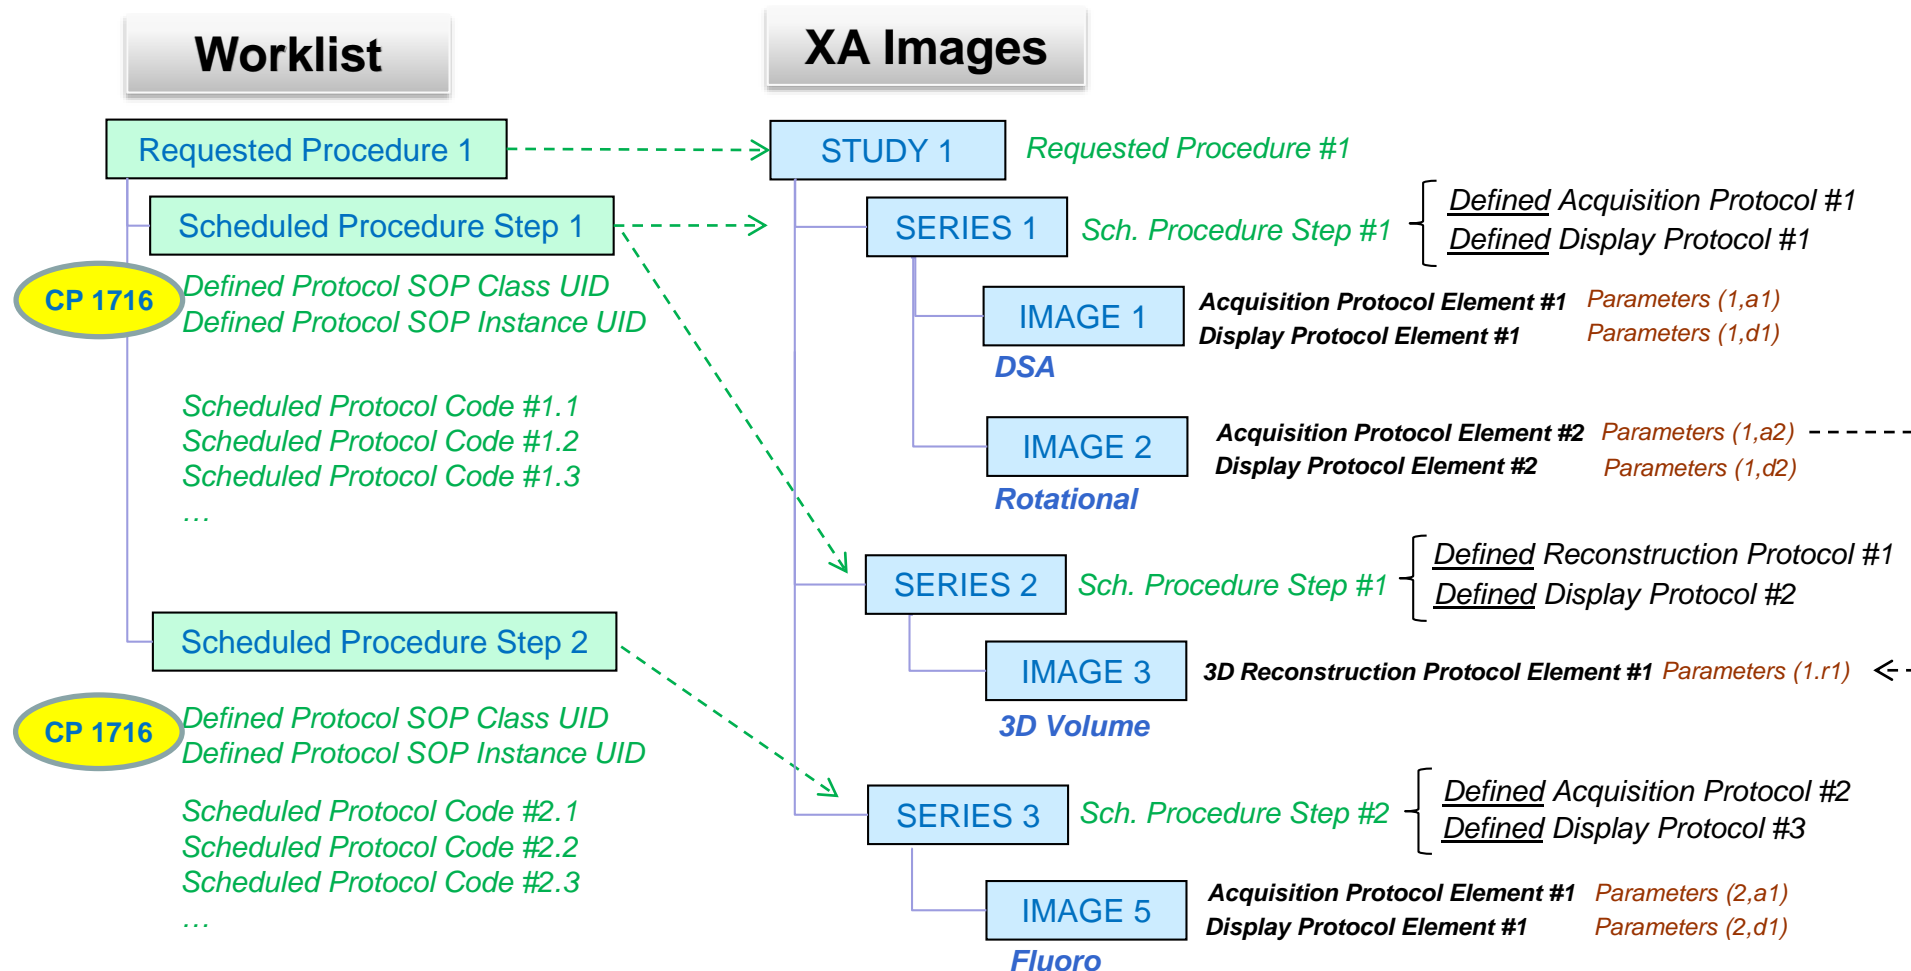 Worklist
XA Images
Requested Procedure 1
STUDY 1
Requested Procedure #1
Scheduled Procedure Step 1
SERIES 1
Sch. Procedure Step #1
Defined Acquisition Protocol #1
Defined Display Protocol #1
CP 1716
Defined Protocol SOP Class UID
Defined Protocol SOP Instance UID
IMAGE 1
Acquisition Protocol Element #1 Parameters (1,a1)
Display Protocol Element #1 Parameters (1,d1)
DSA
Scheduled Protocol Code #1.1
Scheduled Protocol Code #1.2
Scheduled Protocol Code #1.3
…
IMAGE 2
Acquisition Protocol Element #2 Parameters (1,a2)
Display Protocol Element #2 Parameters (1,d2)
Rotational
SERIES 2
Sch. Procedure Step #1
Defined Reconstruction Protocol #1
Defined Display Protocol #2
Scheduled Procedure Step 2
IMAGE 3
3D Reconstruction Protocol Element #1 Parameters (1.r1)
3D Volume
CP 1716
Defined Protocol SOP Class UID
Defined Protocol SOP Instance UID
Scheduled Protocol Code #2.1
Scheduled Protocol Code #2.2
Scheduled Protocol Code #2.3
…
SERIES 3
Sch. Procedure Step #2
Defined Acquisition Protocol #2
Defined Display Protocol #3
IMAGE 5
Acquisition Protocol Element #1 Parameters (2,a1)
Display Protocol Element #1 Parameters (2,d1)
Fluoro